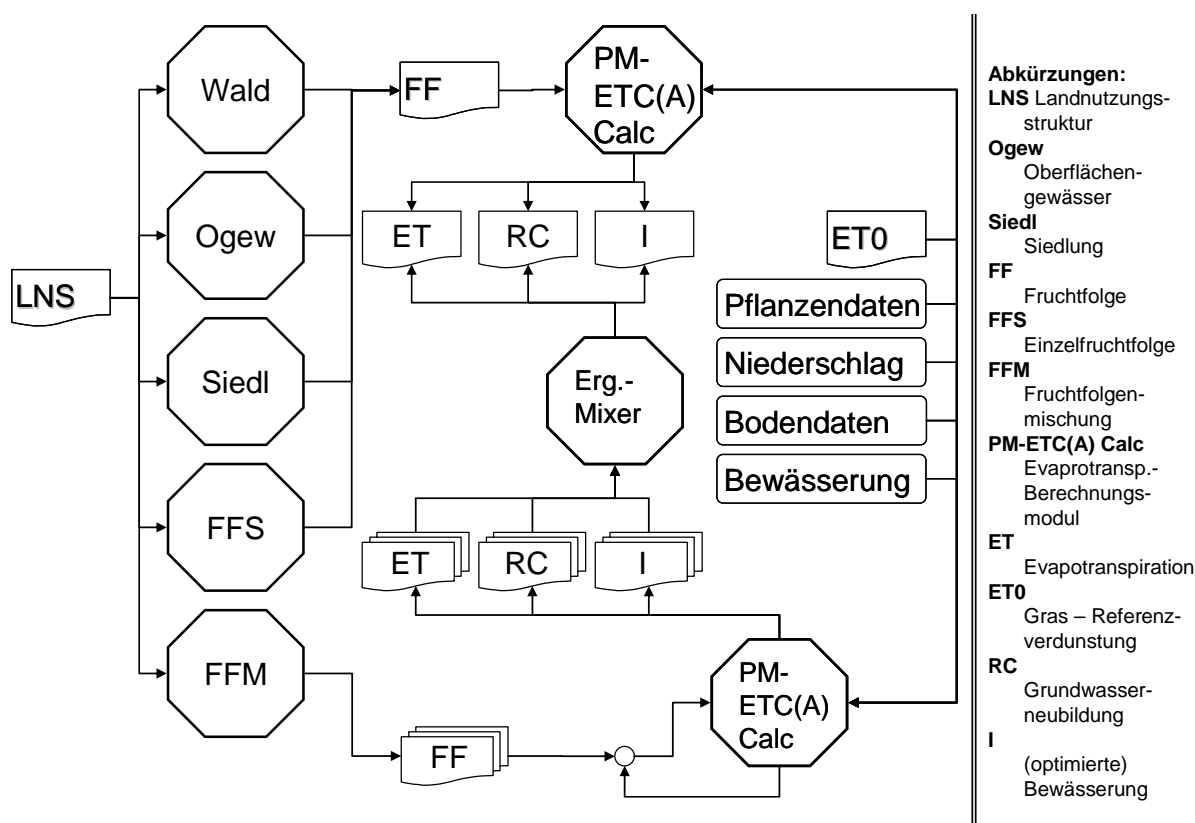 Wald
Ogew
Siedl
FFS
FFM
LNS
FF
PM-
ETC(A)
Calc
ET
RC
I
ET0
Pflanzendaten
Niederschlag
Bodendaten
Bewässerung
Erg.-
Mixer
ET
RC
I
FF
PM-
ETC(A)
Calc
Abkürzungen:
LNS Landnutzungs-
struktur
Ogew
Oberflächen-
gewässer
Siedl
Siedlung
FF
Fruchtfolge
FFS
Einzelfruchtfolge
FFM
Fruchtfolgen-
mischung
PM-ETC(A) Calc
Evaprotransp.-
Berechnungs-
modul
ET
Evapotranspiration
ET0
Gras – Referenz-
verdunstung
RC
Grundwasser-
neubildung
I
(optimierte)
Bewässerung